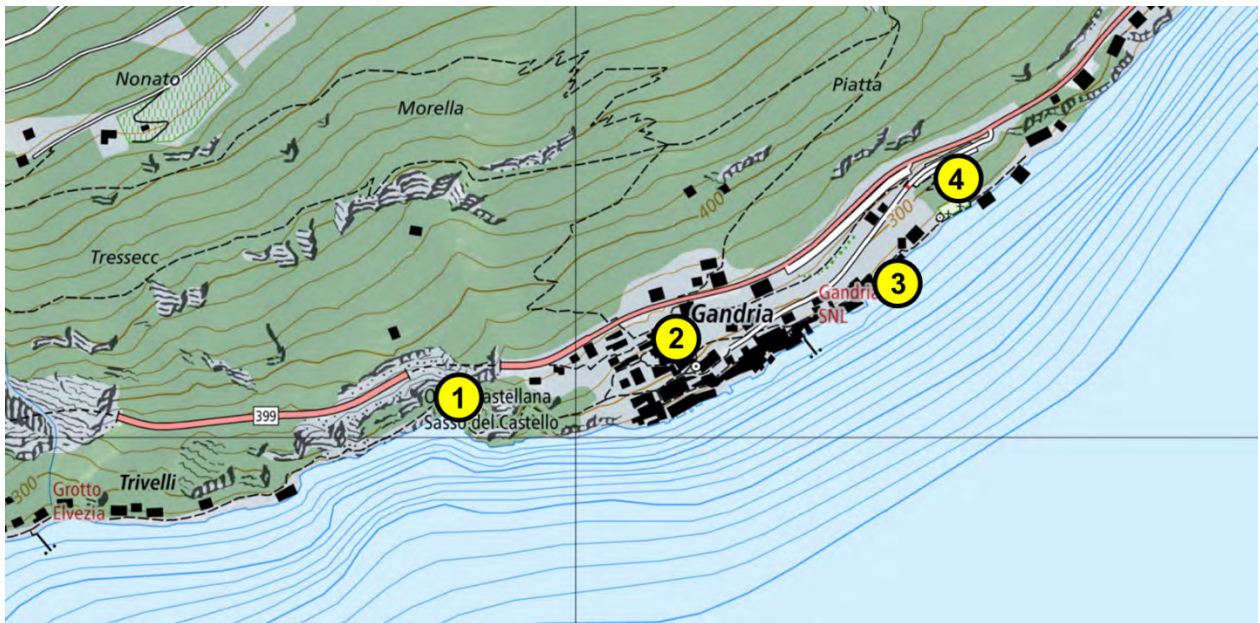 Nonato
Morella
Piatta
4
400
300
Tressecc
3
Gandria
SNL
Gandria
2
1
399
Sasso del Castello
Trivelli
300
Grotto
Elvezia